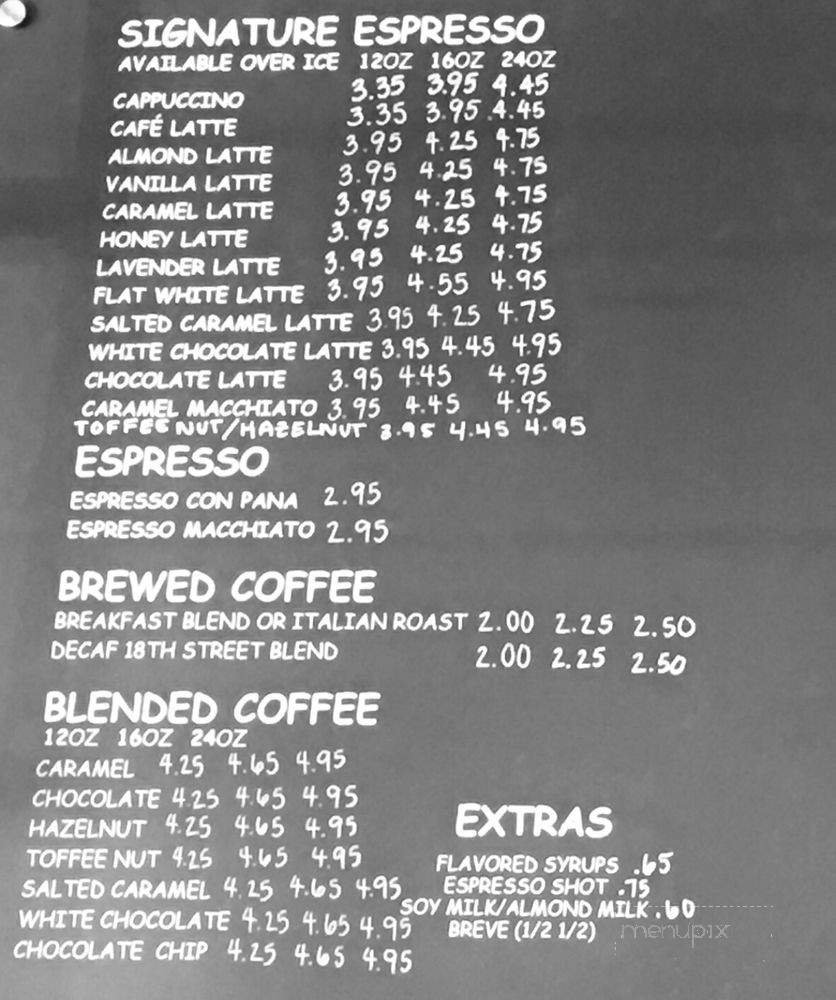 SIGNATURE ESPRESSO
AVAILABLE OVER ICE 12OZ 16OZ 24OZ
CAPPUCCINO 3.35 3.95 4.45
CAFÉ LATTE 3.35 3.95 4.45
ALMOND LATTE 3.95 4.25 4.75
VANILLA LATTE 3.95 4.25 4.75
CARAMEL LATTE 3.95 4.25 4.75
HONEY LATTE 3.95 4.25 4.75
LAVENDER LATTE 3.95 4.25 4.75
FLAT WHITE LATTE 3.95 4.55 4.95
SALTED CARAMEL LATTE 3.95 4.25 4.75
WHITE CHOCOLATE LATTE 3.95 4.45 4.95
CHOCOLATE LATTE 3.95 4.45 4.95
CARAMEL MACCHIATO 3.95 4.45 4.95
TOFFEE NUT/HAZELNUT 3.95 4.45 4.95
ESPRESSO
ESPRESSO CON PANA 2.95
ESPRESSO MACCHIATO 2.95
BREWED COFFEE
BREAKFAST BLEND OR ITALIAN ROAST 2.00 2.25 2.50
DECAF 18TH STREET BLEND 2.00 2.25 2.50
BLENDED COFFEE
12OZ 16OZ 24OZ
CARAMEL 4.25 4.65 4.95
CHOCOLATE 4.25 4.65 4.95
HAZELNUT 4.25 4.65 4.95
TOFFEE NUT 4.25 4.65 4.95
SALTED CARAMEL 4.25 4.65 4.95
WHITE CHOCOLATE 4.25 4.65 4.95
CHOCOLATE CHIP 4.25 4.65 4.95
EXTRAS
FLAVORED SYRUPS .65
ESPRESSO SHOT .75
SOY MILK/ALMOND MILK .60
BREVE (1/2 1/2)
menupix